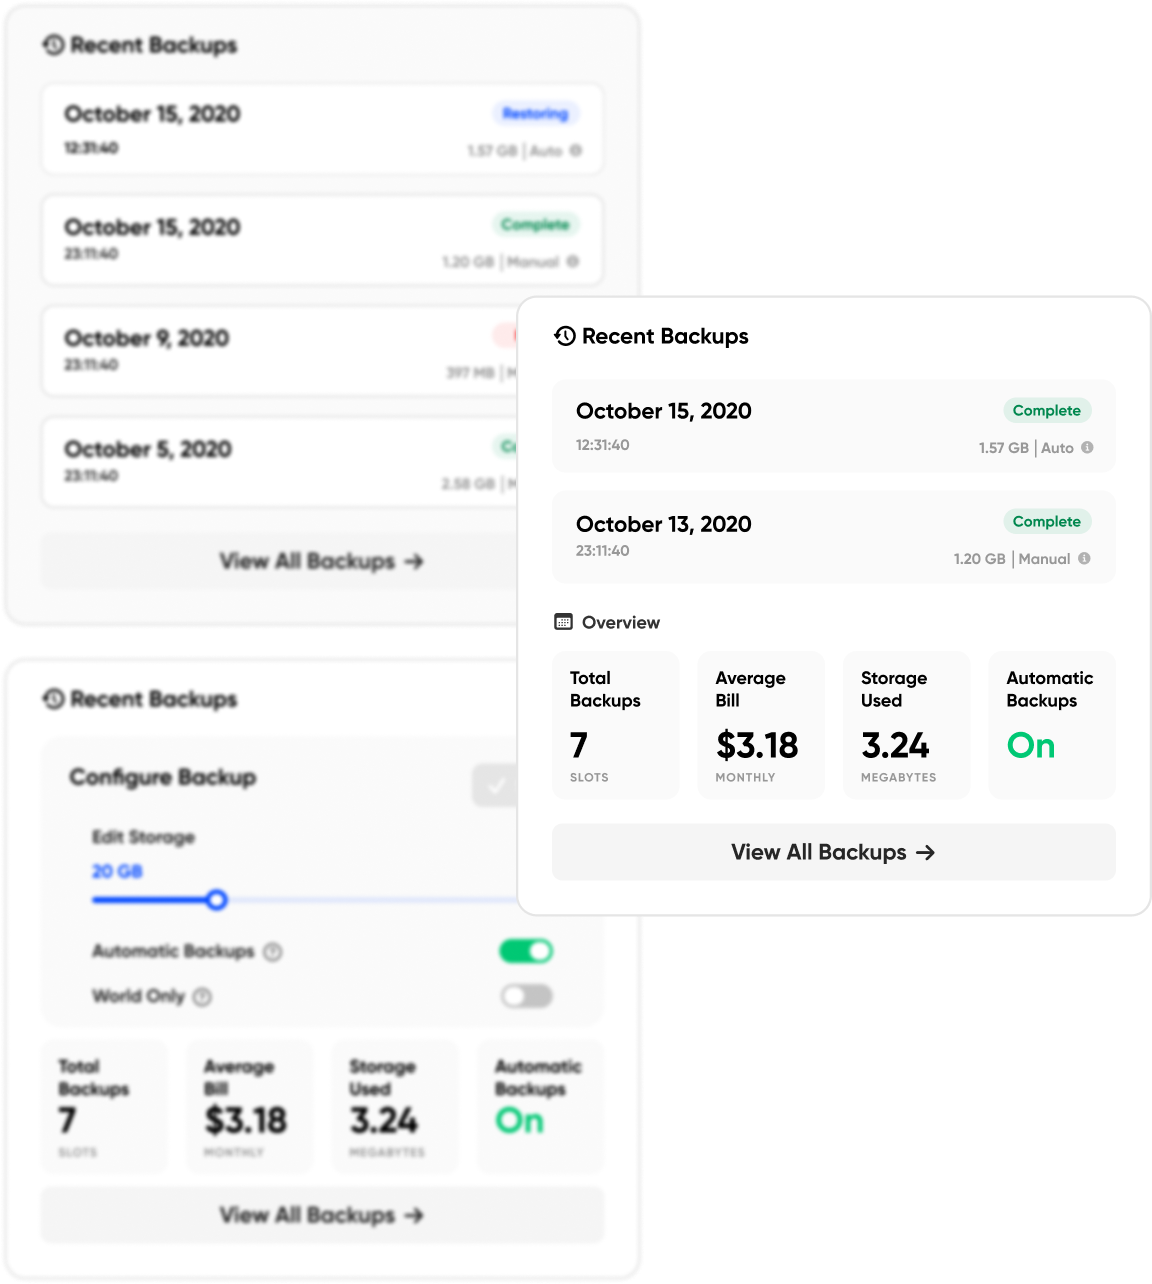 Recent Backups
October 15, 2020
Restoring
12:31:40
1.57 GB | Auto
October 15, 2020
Complete
23:11:40
1.20 GB | Manual
October 9, 2020
23:11:40
397 MB |
October 5, 2020
23:11:40
2.58 GB |
View All Backups →
Recent Backups
October 15, 2020
Complete
12:31:40
1.57 GB | Auto
October 13, 2020
Complete
23:11:40
1.20 GB | Manual
Overview
Total
Backups
7
SLOTS
Average
Bill
$3.18
MONTHLY
Storage
Used
3.24
MEGABYTES
Automatic
Backups
On
View All Backups →
Recent Backups
Configure Backup
Edit Storage
20 GB
Automatic Backups
World Only
Total
Backups
7
SLOTS
Average
Bill
$3.18
MONTHLY
Storage
Used
3.24
MEGABYTES
Automatic
Backups
On
View All Backups →